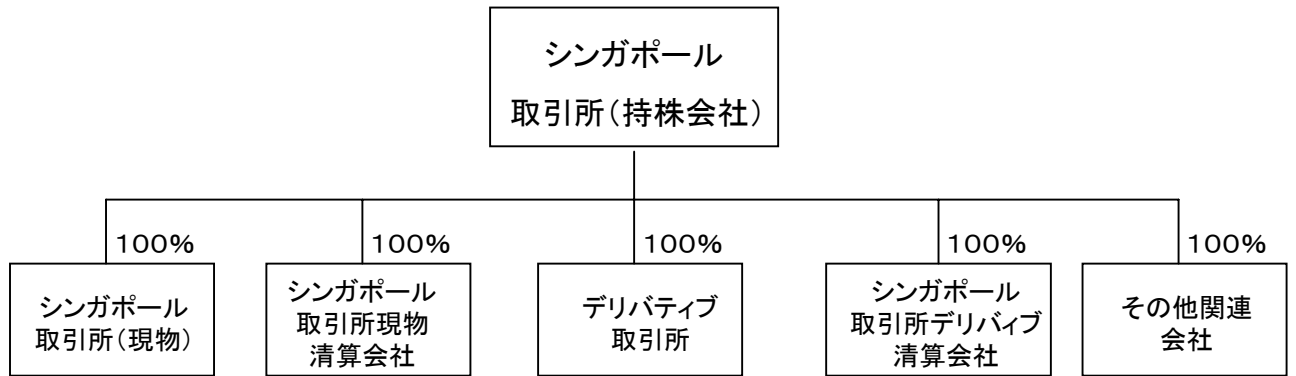 シンガポール
取引所（持株会社）
100%
100%
100%
100%
100%
シンガポール
取引所（現物）
シンガポール
取引所現物
清算会社
デリバティブ
取引所
シンガポール
取引所デリバィブ
清算会社
その他関連
会社